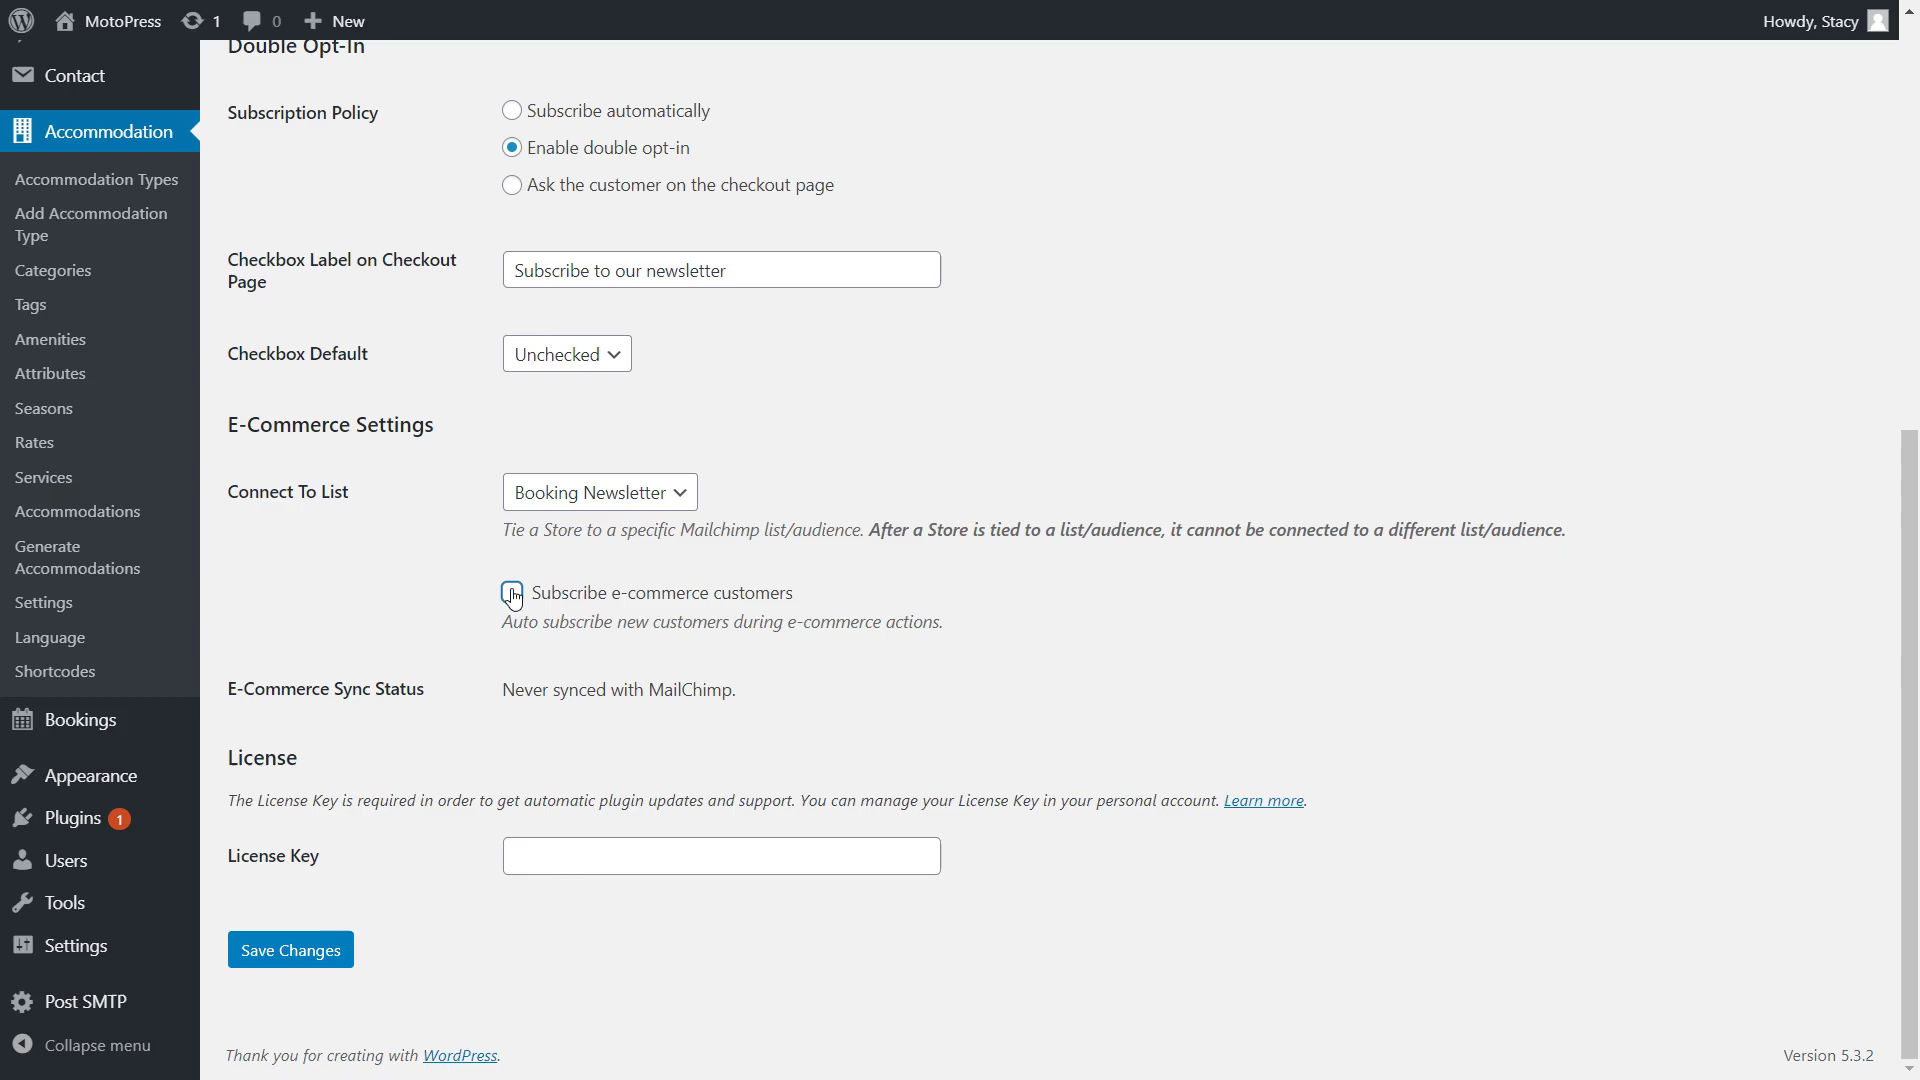 MotoPress
1
0
New
Howdy, Stacy
Contact
Accommodation
Accommodation Types
Add Accommodation
Type
Categories
Tags
Amenities
Attributes
Seasons
Rates
Services
Accommodations
Generate
Accommodations
Settings
Language
Shortcodes
Bookings
Appearance
Plugins 1
Users
Tools
Settings
Post SMTP
Collapse menu
Double Opt-In
Subscription Policy
Subscribe automatically
Enable double opt-in
Ask the customer on the checkout page
Checkbox Label on Checkout
Page
Subscribe to our newsletter
Checkbox Default
Unchecked
E-Commerce Settings
Connect To List
Booking Newsletter
Tie a Store to a specific Mailchimp list/audience. After a Store is tied to a list/audience, it cannot be connected to a different list/audience.
Subscribe e-commerce customers
Auto subscribe new customers during e-commerce actions.
E-Commerce Sync Status
Never synced with MailChimp.
License
The License Key is required in order to get automatic plugin updates and support. You can manage your License Key in your personal account. Learn more.
License Key
Save Changes
Thank you for creating with WordPress.
Version 5.3.2